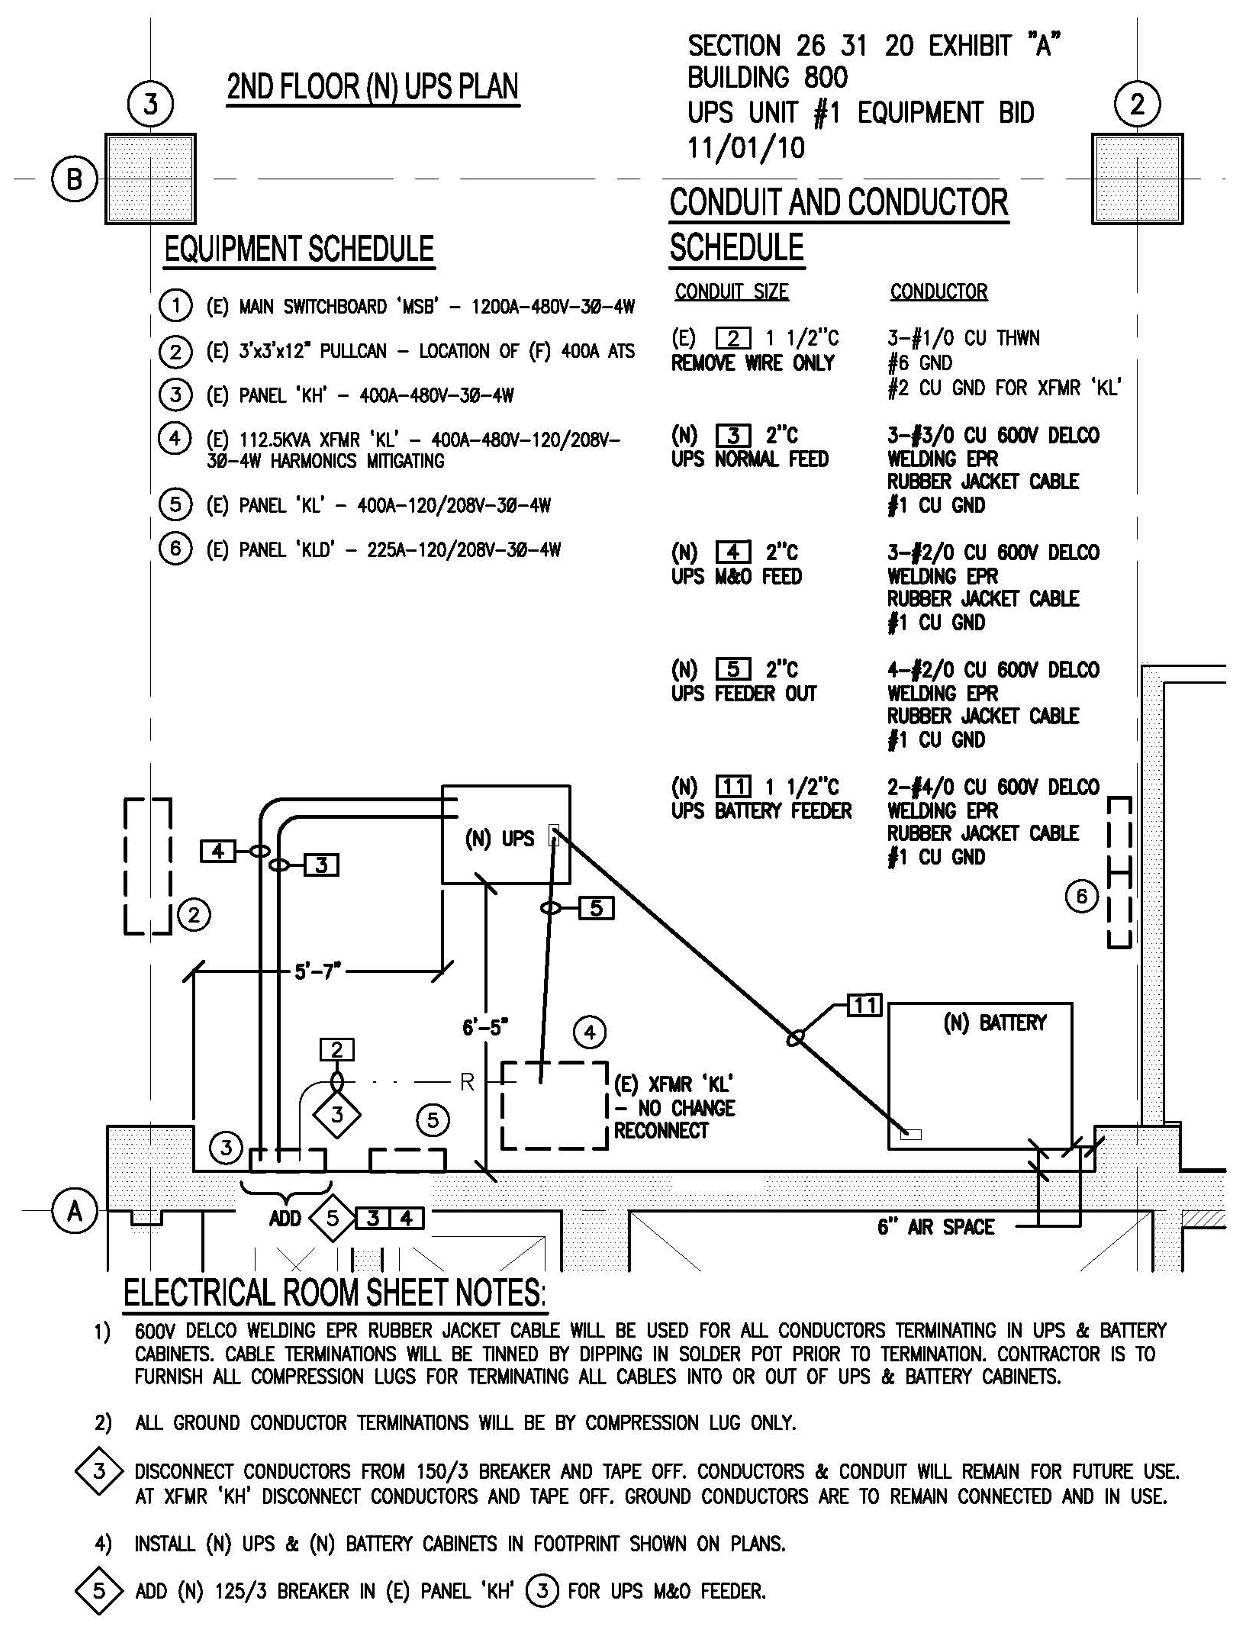 SECTION 26 31 20 EXHIBIT "A"
BUILDING 800
UPS UNIT #1 EQUIPMENT BID
11/01/10
2ND FLOOR (N) UPS PLAN
3
2
B
EQUIPMENT SCHEDULE
1 (E) MAIN SWITCHBOARD 'MSB' - 1200A-480V-3Ø-4W
2 (E) 3'x3'x12" PULLCAN - LOCATION OF (F) 400A ATS
3 (E) PANEL 'KH' - 400A-480V-3Ø-4W
4 (E) 112.5KVA XFMR 'KL' - 400A-480V-120/208V-
3Ø-4W HARMONICS MITIGATING
5 (E) PANEL 'KL' - 400A-120/208V-3Ø-4W
6 (E) PANEL 'KLD' - 225A-120/208V-3Ø-4W
CONDUIT AND CONDUCTOR
SCHEDULE
CONDUIT SIZE CONDUCTOR
(E) 2 1 1/2"C 3-#1/0 CU THWN
REMOVE WIRE ONLY #6 GND
#2 CU GND FOR XFMR 'KL'
(N) 3 2"C 3-#3/0 CU 600V DELCO
UPS NORMAL FEED WELDING EPR
RUBBER JACKET CABLE
#1 CU GND
(N) 4 2"C 3-#2/0 CU 600V DELCO
UPS M&O FEED WELDING EPR
RUBBER JACKET CABLE
#1 CU GND
(N) 5 2"C 4-#2/0 CU 600V DELCO
UPS FEEDER OUT WELDING EPR
RUBBER JACKET CABLE
#1 CU GND
(N) 11 1 1/2"C 2-#4/0 CU 600V DELCO
UPS BATTERY FEEDER WELDING EPR
RUBBER JACKET CABLE
#1 CU GND
(N) UPS
4
3
2
5
6
5'-7"
6'-5"
11
(N) BATTERY
4
2
R
3
5
3
(E) XFMR 'KL'
- NO CHANGE
RECONNECT
A
ADD 5 3 4
6" AIR SPACE
ELECTRICAL ROOM SHEET NOTES:
1) 600V DELCO WELDING EPR RUBBER JACKET CABLE WILL BE USED FOR ALL CONDUCTORS TERMINATING IN UPS & BATTERY
CABINETS. CABLE TERMINATIONS WILL BE TINNED BY DIPPING IN SOLDER POT PRIOR TO TERMINATION. CONTRACTOR IS TO
FURNISH ALL COMPRESSION LUGS FOR TERMINATING ALL CABLES INTO OR OUT OF UPS & BATTERY CABINETS.
2) ALL GROUND CONDUCTOR TERMINATIONS WILL BE BY COMPRESSION LUG ONLY.
3 DISCONNECT CONDUCTORS FROM 150/3 BREAKER AND TAPE OFF. CONDUCTORS & CONDUIT WILL REMAIN FOR FUTURE USE.
AT XFMR 'KH' DISCONNECT CONDUCTORS AND TAPE OFF. GROUND CONDUCTORS ARE TO REMAIN CONNECTED AND IN USE.
4) INSTALL (N) UPS & (N) BATTERY CABINETS IN FOOTPRINT SHOWN ON PLANS.
5 ADD (N) 125/3 BREAKER IN (E) PANEL 'KH' 3 FOR UPS M&O FEEDER.